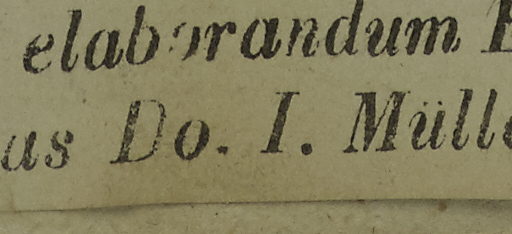 elaborandum
us Do. I. Müll